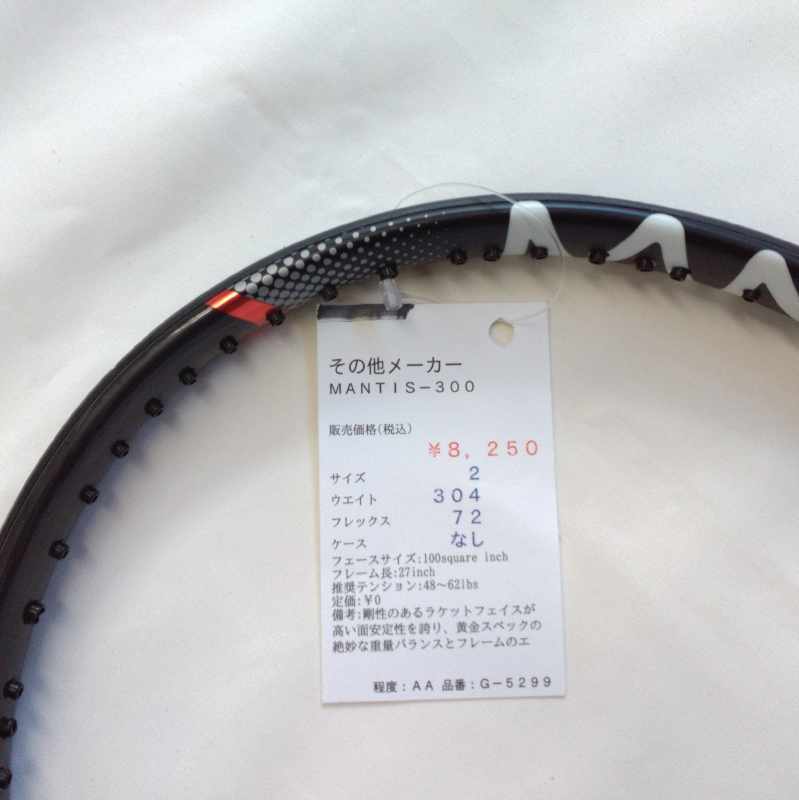 その他メーカー
ＭＡＮＴＩＳ－３００
販売価格(税込)
￥８，２５０
サイズ ２
ウエイト ３０４
フレックス ７２
ケース なし
フェースサイズ:100square inch
フレーム長:27inch
推奨テンション:48～62lbs
定価:￥0
備考:剛性のあるラケットフェイスが
高い面安定性を誇り、黄金スペックの
絶妙な重量バランスとフレームのエ
程度：ＡＡ 品番：Ｇ－５２９９